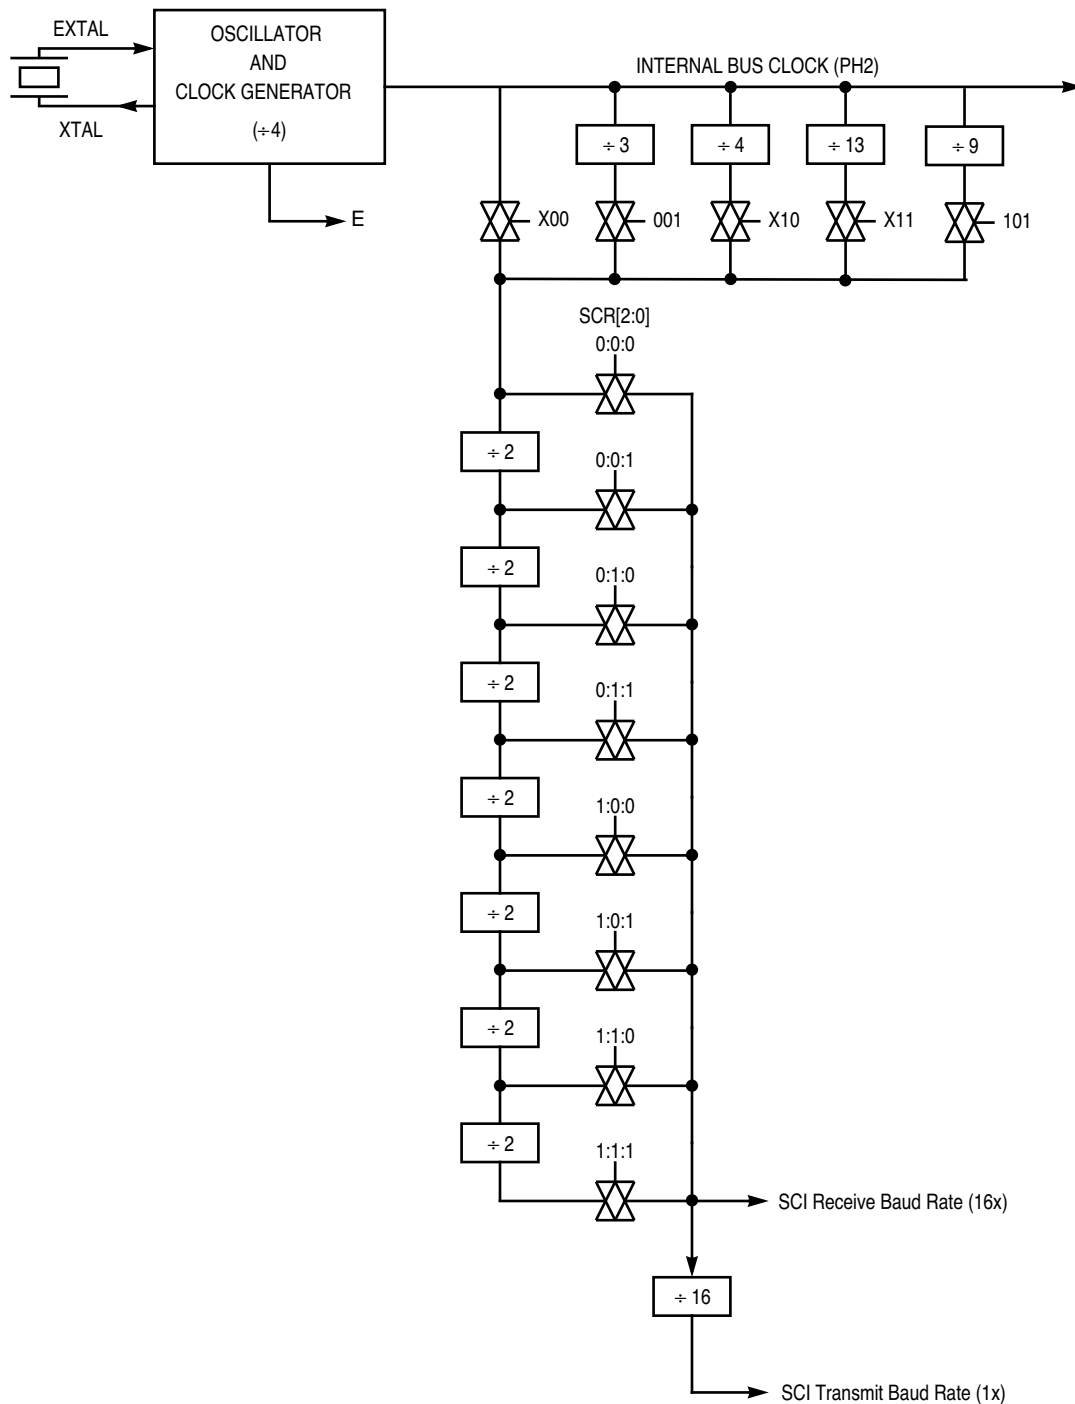 EXTAL
XTAL
OSCILLATOR
AND
CLOCK GENERATOR
(÷4)
E
INTERNAL BUS CLOCK (PH2)
÷ 3
÷ 4
÷ 13
÷ 9
X00
001
X10
X11
101
SCR[2:0]
0:0:0
÷ 2
0:0:1
÷ 2
0:1:0
÷ 2
0:1:1
÷ 2
1:0:0
÷ 2
1:0:1
÷ 2
1:1:0
÷ 2
1:1:1
SCI Receive Baud Rate (16x)
÷ 16
SCI Transmit Baud Rate (1x)